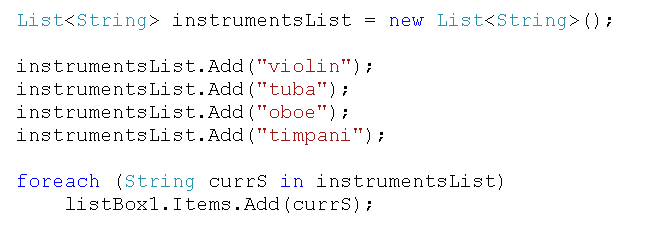 List<String> instrumentsList = new List<String>();
instrumentsList.Add("violin");
instrumentsList.Add("tuba");
instrumentsList.Add("oboe");
instrumentsList.Add("timpani");
foreach (String currS in instrumentsList)
listBox1.Items.Add(currS);